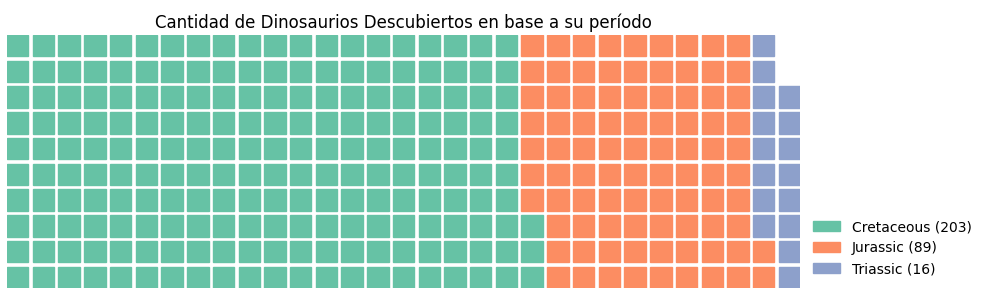 Cantidad de Dinosaurios Descubiertos en base a su período
Cretaceous (203)
Jurassic (89)
Triassic (16)